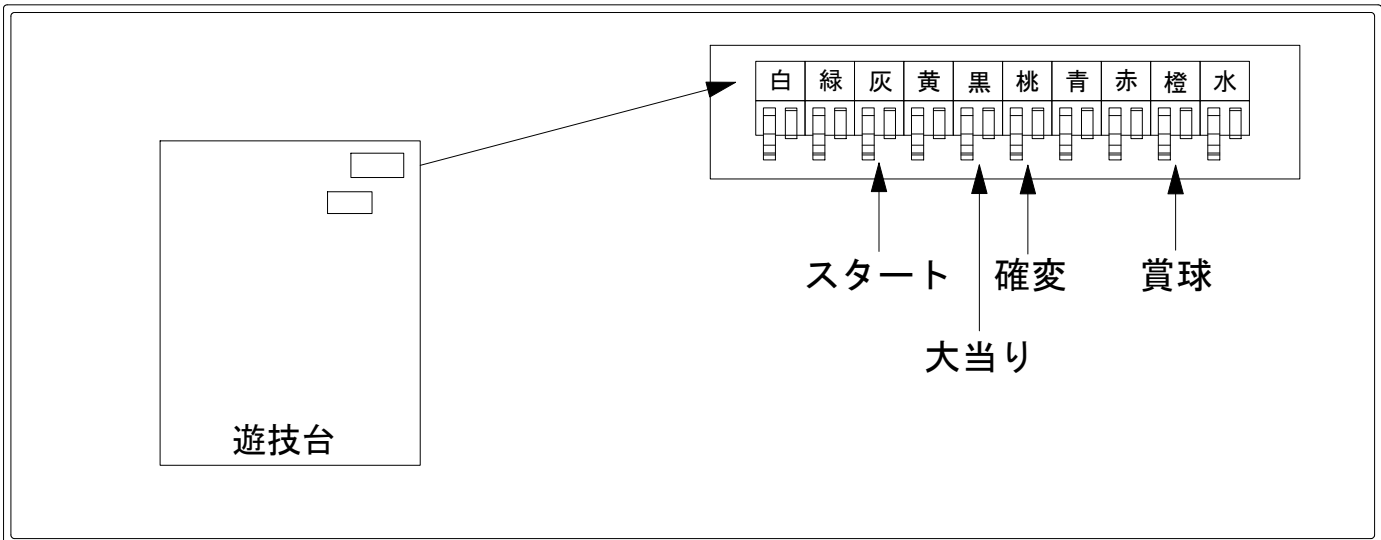 白 緑 灰 黄 黒 桃 青 赤 橙 水
スタート 確変 賞球
大当り
遊技台